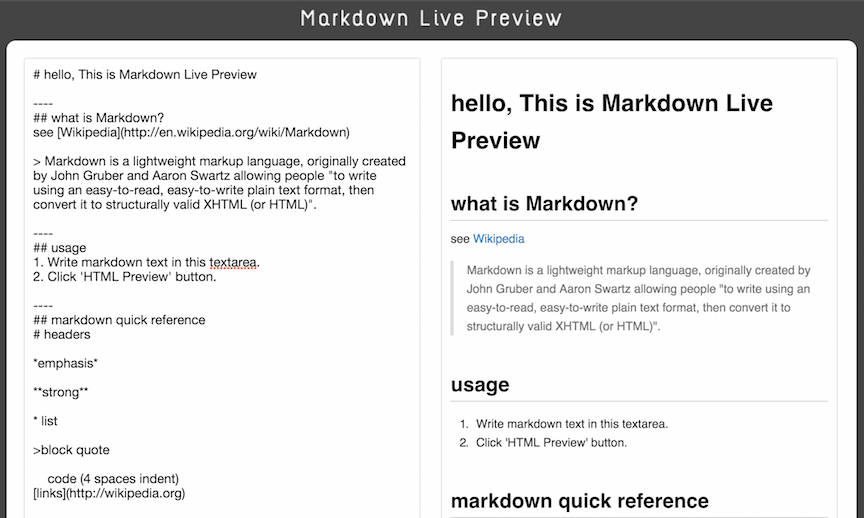 Markdown Live Preview
# hello, This is Markdown Live Preview
----
## what is Markdown?
see [Wikipedia](http://en.wikipedia.org/wiki/Markdown)
> Markdown is a lightweight markup language, originally created
by John Gruber and Aaron Swartz allowing people "to write
using an easy-to-read, easy-to-write plain text format, then
convert it to structurally valid XHTML (or HTML)".
----
## usage
1. Write markdown text in this textarea.
2. Click 'HTML Preview' button.
----
## markdown quick reference
# headers
*emphasis*
**strong**
* list
>block quote
    code (4 spaces indent)
[links](http://wikipedia.org)
hello, This is Markdown Live
Preview
what is Markdown?
see Wikipedia
Markdown is a lightweight markup language, originally created by
John Gruber and Aaron Swartz allowing people "to write using an
easy-to-read, easy-to-write plain text format, then convert it to
structurally valid XHTML (or HTML)".
usage
1. Write markdown text in this textarea.
2. Click 'HTML Preview' button.
markdown quick reference